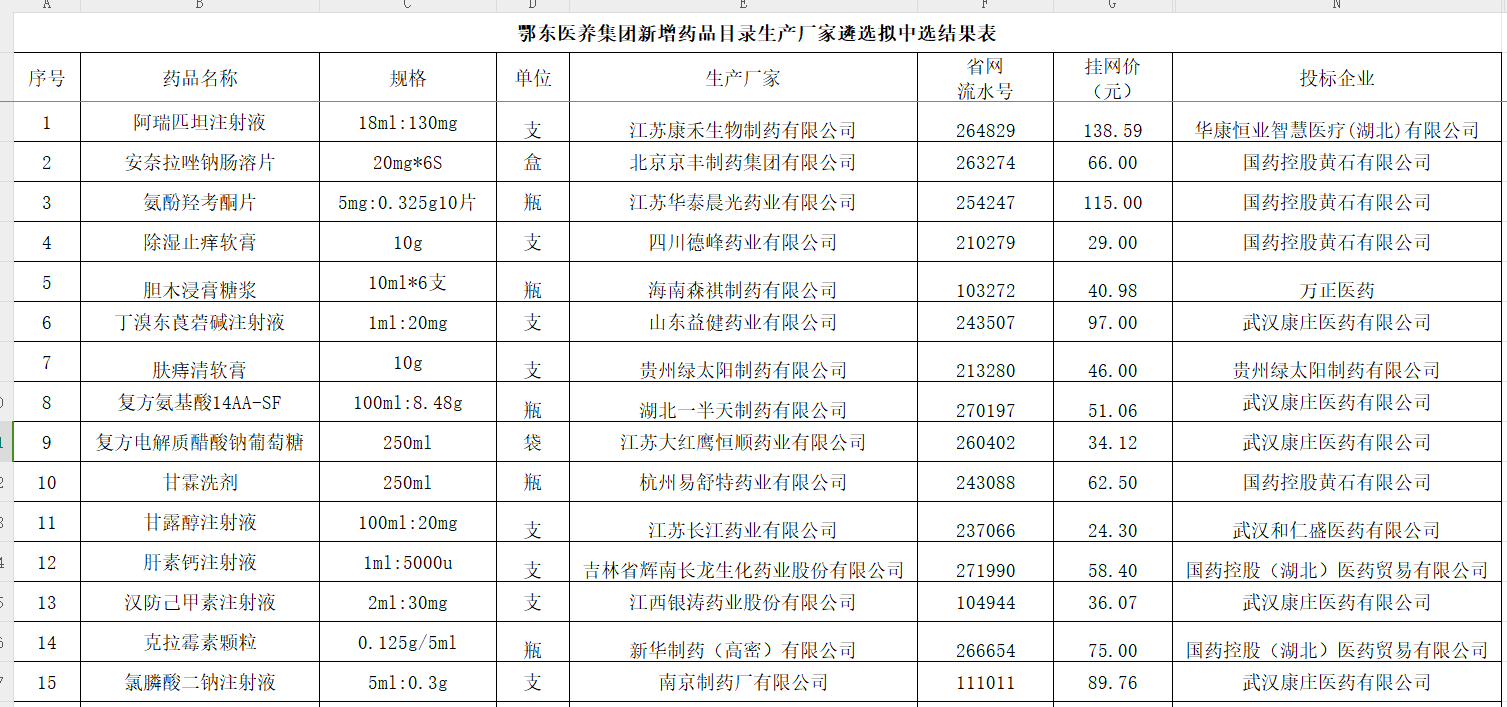 A B C D E F G N
鄂东医养集团新增药品目录生产厂家遴选拟中选结果表
序号 药品名称 规格 单位 生产厂家 省网流水号 挂网价（元） 投标企业
1 阿瑞匹坦注射液 18ml:130mg 支 江苏康禾生物制药有限公司 264829 138.59 华康恒业智慧医疗(湖北)有限公司
2 安奈拉唑钠肠溶片 20mg*6S 盒 北京京丰制药集团有限公司 263274 66.00 国药控股黄石有限公司
3 氨酚羟考酮片 5mg:0.325g10片 瓶 江苏华泰晨光药业有限公司 254247 115.00 国药控股黄石有限公司
4 除湿止痒软膏 10g 支 四川德峰药业有限公司 210279 29.00 国药控股黄石有限公司
5 胆木浸膏糖浆 10ml*6支 瓶 海南森祺制药有限公司 103272 40.98 万正医药
6 丁溴东莨菪碱注射液 1ml:20mg 支 山东益健药业有限公司 243507 97.00 武汉康庄医药有限公司
7 肤痔清软膏 10g 支 贵州绿太阳制药有限公司 213280 46.00 贵州绿太阳制药有限公司
8 复方氨基酸14AA-SF 100ml:8.48g 瓶 湖北一半天制药有限公司 270197 51.06 武汉康庄医药有限公司
9 复方电解质醋酸钠葡萄糖 250ml 袋 江苏大红鹰恒顺药业有限公司 260402 34.12 武汉康庄医药有限公司
10 甘霖洗剂 250ml 瓶 杭州易舒特药业有限公司 243088 62.50 国药控股黄石有限公司
11 甘露醇注射液 100ml:20mg 支 江苏长江药业有限公司 237066 24.30 武汉和仁盛医药有限公司
12 肝素钙注射液 1ml:5000u 支 吉林省辉南长龙生化药业股份有限公司 271990 58.40 国药控股（湖北）医药贸易有限公司
13 汉防己甲素注射液 2ml:30mg 支 江西银涛药业股份有限公司 104944 36.07 武汉康庄医药有限公司
14 克拉霉素颗粒 0.125g/5ml 瓶 新华制药（高密）有限公司 266654 75.00 国药控股（湖北）医药贸易有限公司
15 氯膦酸二钠注射液 5ml:0.3g 支 南京制药厂有限公司 111011 89.76 武汉康庄医药有限公司